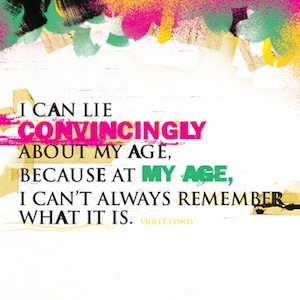 I CAN LIE
CONVINCINGLY
ABOUT MY AGE,
BECAUSE AT MY AGE,
I CAN'T ALWAYS REMEMBER
WHAT IT IS. VIOLET CONTI